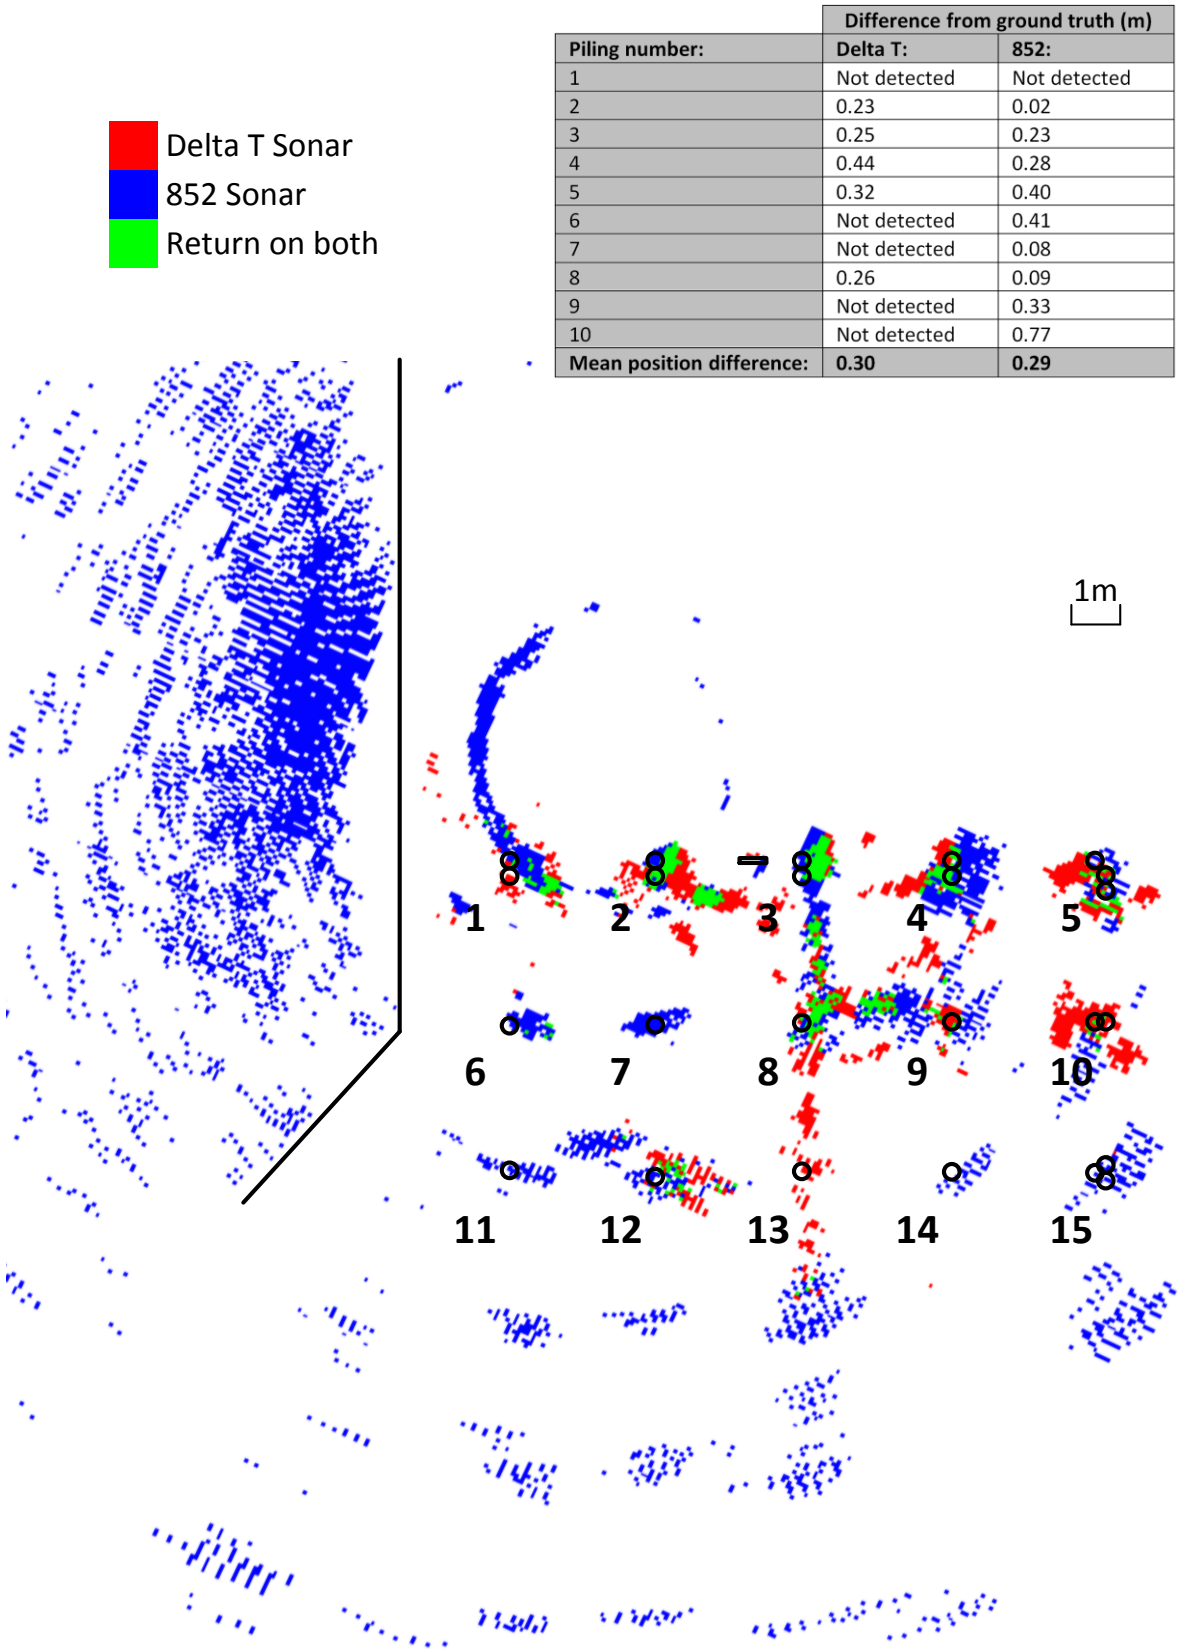 Difference from ground truth (m)
Piling number: Delta T: 852:
1 Not detected Not detected
2 0.23 0.02
3 0.25 0.23
4 0.44 0.28
5 0.32 0.40
6 Not detected 0.41
7 Not detected 0.08
8 0.26 0.09
9 Not detected 0.33
10 Not detected 0.77
Mean position difference: 0.30 0.29
Delta T Sonar
852 Sonar
Return on both
1m
1 2 3 4 5
6 7 8 9 10
11 12 13 14 15